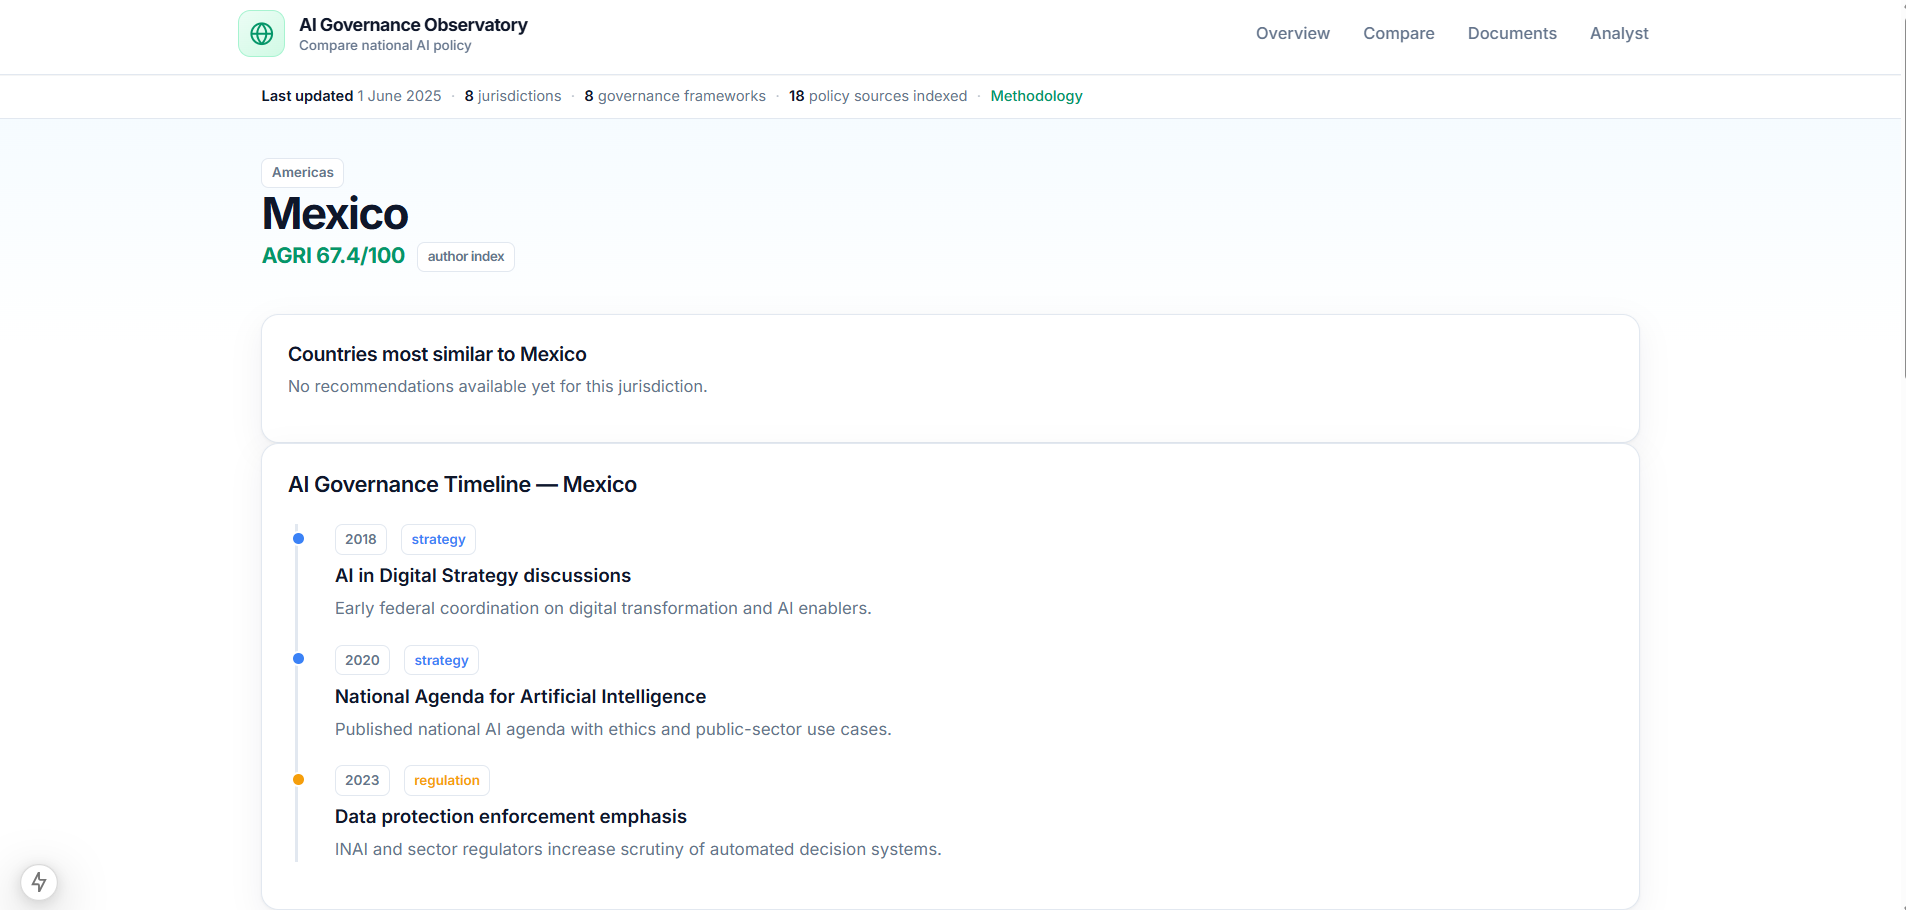 AI Governance Observatory
Compare national AI policy
Overview Compare Documents Analyst
Last updated 1 June 2025 · 8 jurisdictions · 8 governance frameworks · 18 policy sources indexed · Methodology
Americas
Mexico
AGRI 67.4/100 author index
Countries most similar to Mexico
No recommendations available yet for this jurisdiction.
AI Governance Timeline — Mexico
2018 strategy
AI in Digital Strategy discussions
Early federal coordination on digital transformation and AI enablers.
2020 strategy
National Agenda for Artificial Intelligence
Published national AI agenda with ethics and public-sector use cases.
2023 regulation
Data protection enforcement emphasis
INAI and sector regulators increase scrutiny of automated decision systems.